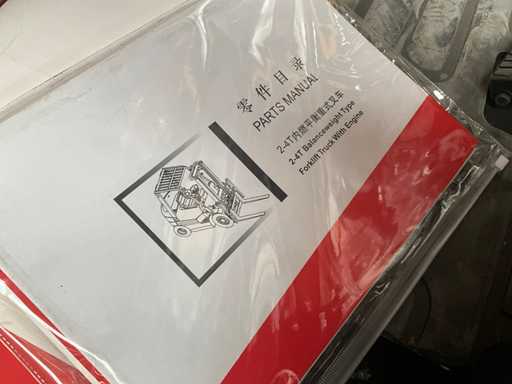 零件目录
PARTS MANUAL
2-4T内燃平衡重式叉车
2-4T Balanceweight Type
Forklift Truck With Engine